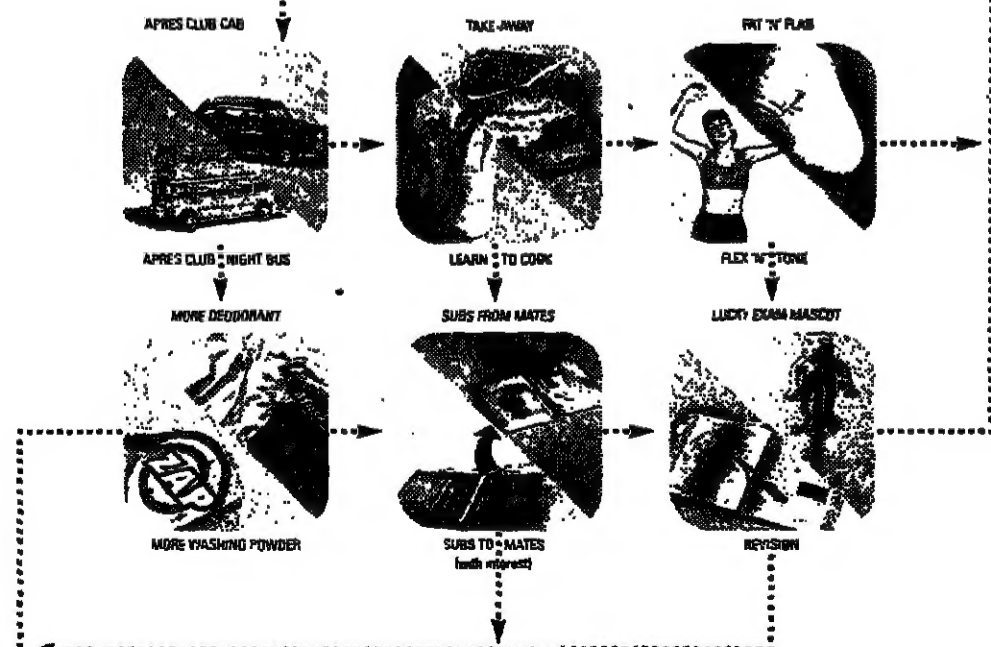 APRES CLUB CAB
TAKE-AWAY
FAT 'N' FLAB
APRES CLUB NIGHT BUS
LEARN TO COOK
FLEX 'N' TONE
MORE DEODORANT
SUBS FROM MATES
LUCKY EXAM MASCOT
ZAP
MORE WASHING POWDER
SUBS TO MATES
(with interest)
REVISION